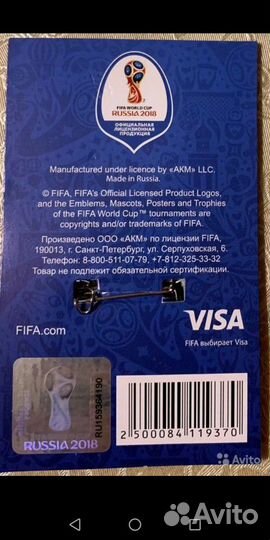 FIFA WORLD CUP
RUSSIA 2018
ОФИЦИАЛЬНАЯ
ЛИЦЕНЗИОННАЯ
ПРОДУКЦИЯ
Manufactured under licence by «AKM» LLC.
Made in Russia.
© FIFA, FIFA's Official Licensed Product Logos,
and the Emblems, Mascots, Posters and Trophies
of the FIFA World Cup™ tournaments are
copyrights and/or trademarks of FIFA.
Произведено ООО «АКМ» по лицензии FIFA,
190013, г. Санкт-Петербург, ул. Серпуховская, 6.
Телефон: 8-800-511-07-79, +7-812-325-33-32
Товар не подлежит обязательной сертификации.
FIFA.com
VISA
FIFA выбирает Visa
RUSSIA 2018
RU159384190
2 500084 119370
Avito
Avito